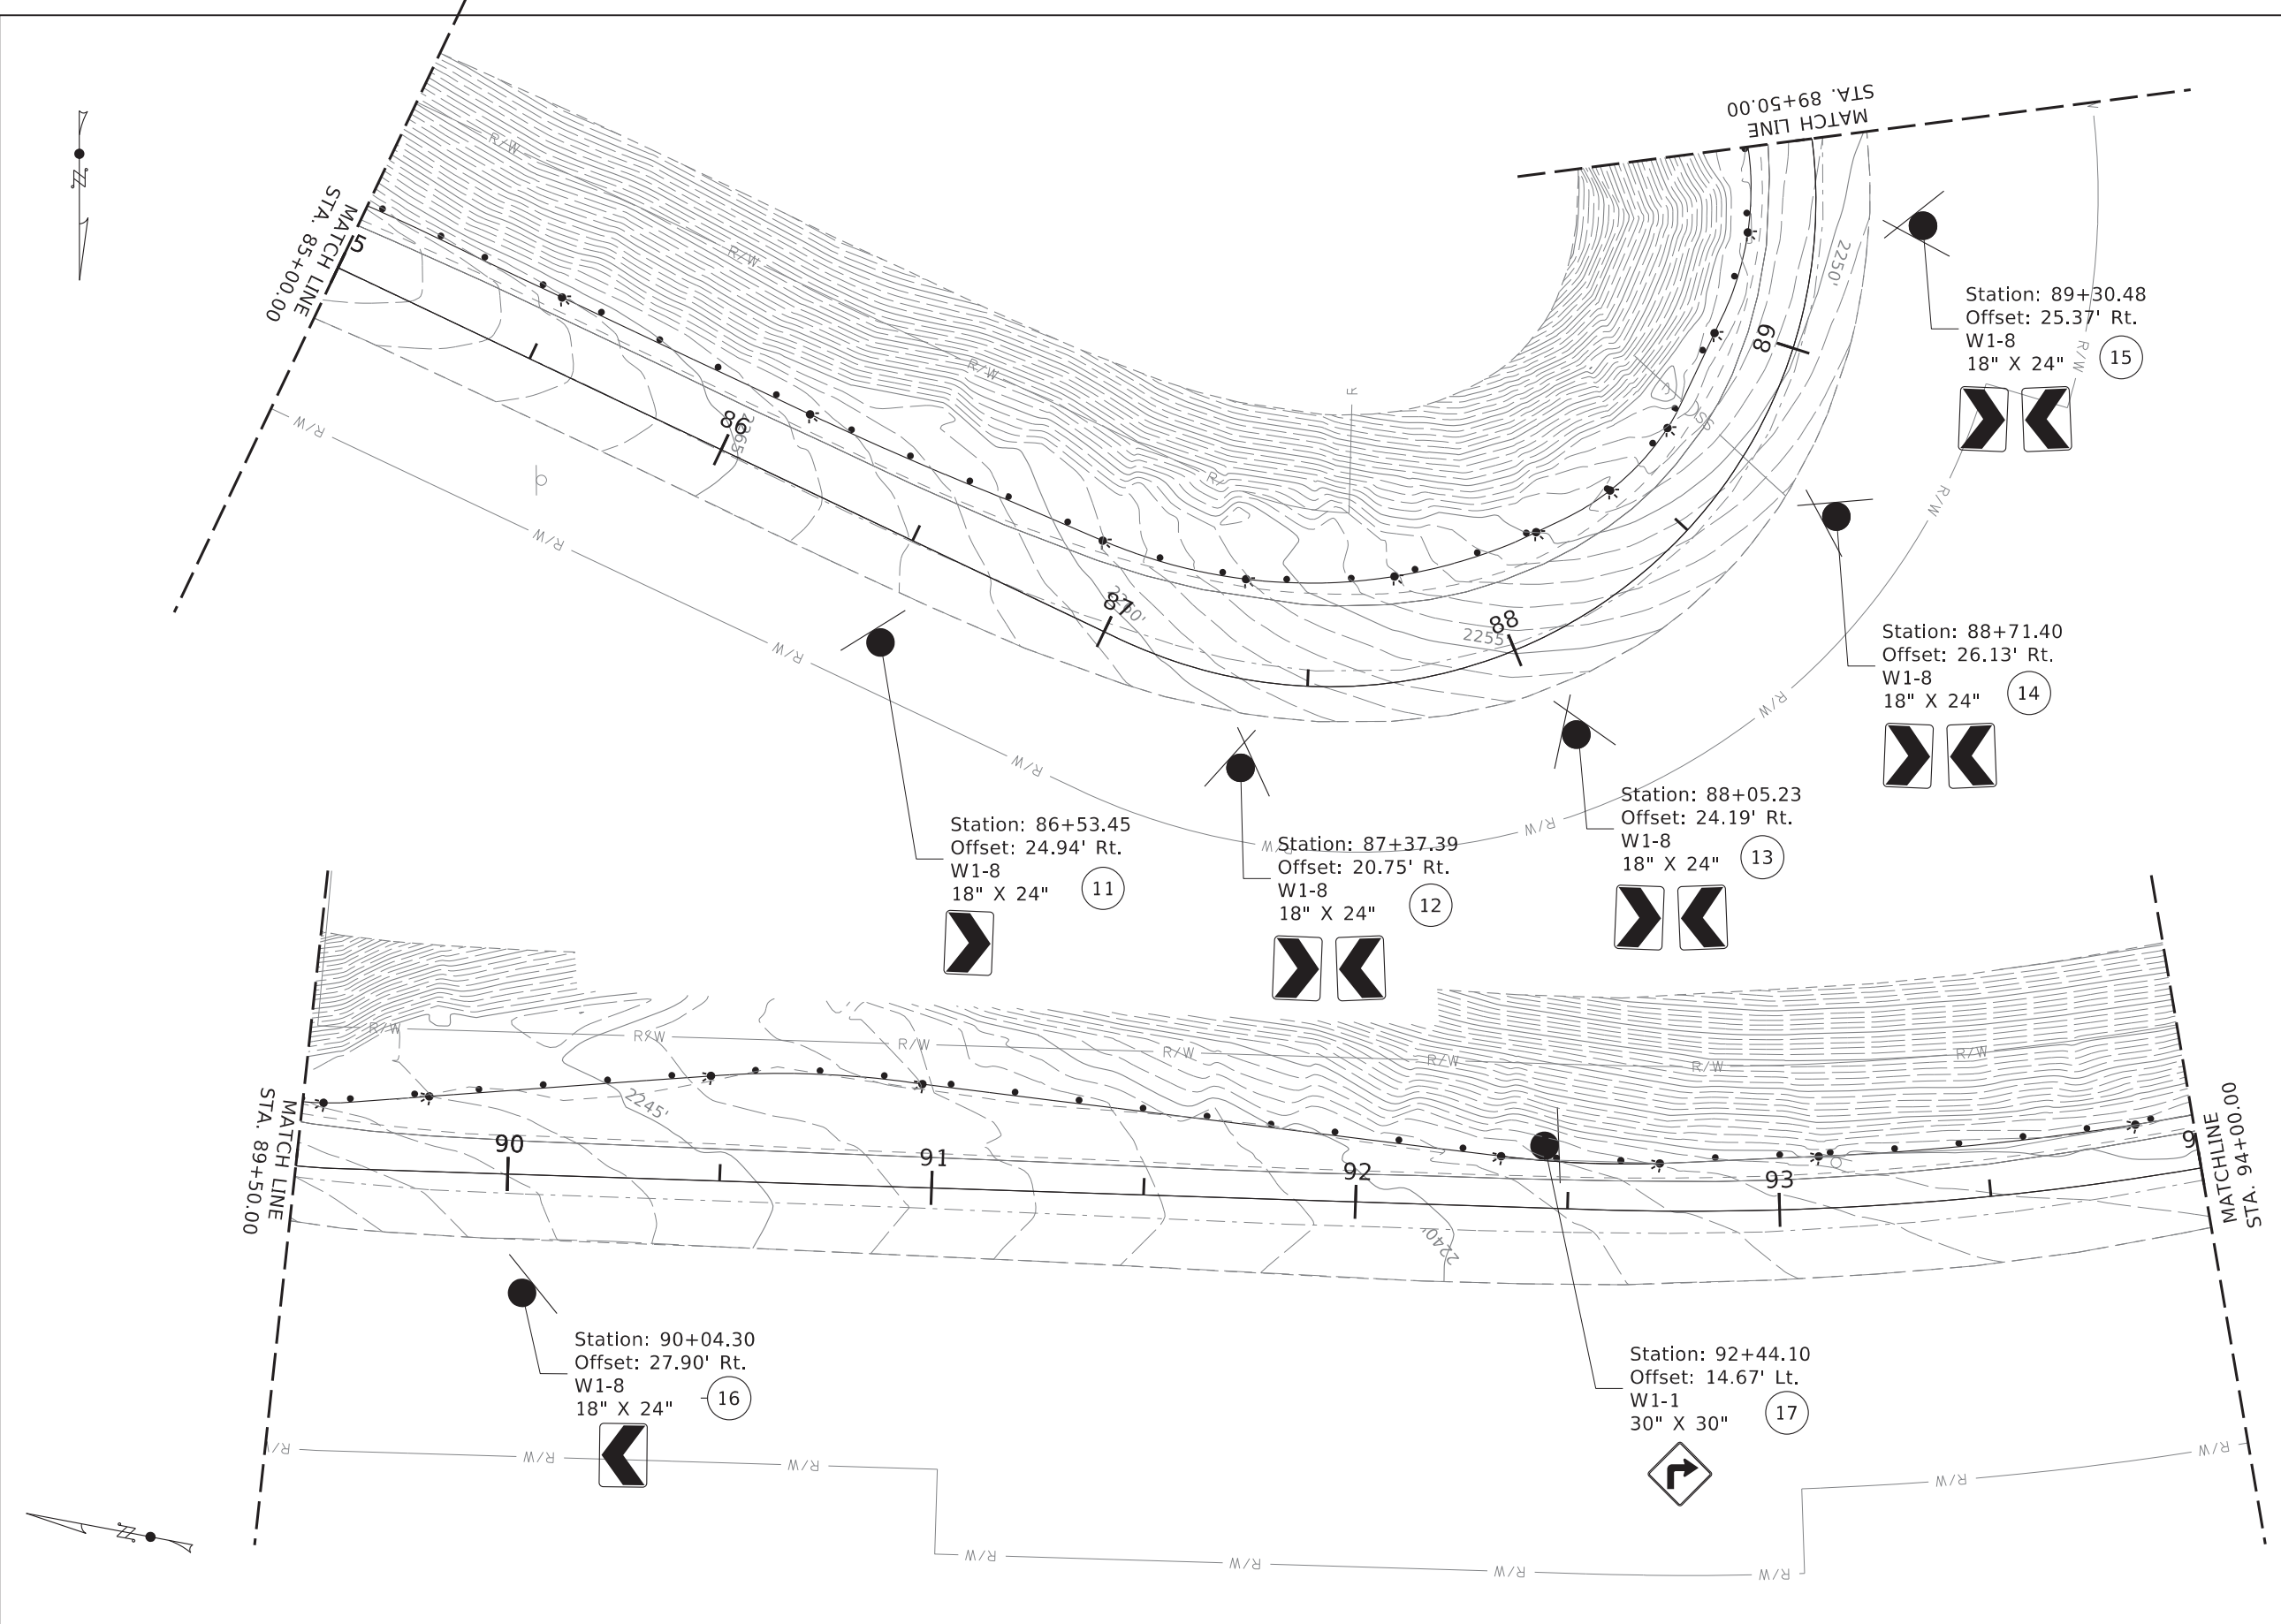 MATCH LINE
STA. 89+50.00
MATCH LINE
STA. 85+00.00
5
86
87
88
89
R/W
R/W
R/W
R/W
R/
R/W
R/W
R/W
R/W
R/W
R/W
R/W
R/W
R/W
2265'
2260'
2255'
2250'
Station: 89+30.48
Offset: 25.37' Rt.
W1-8
18" X 24"
15
Station: 88+71.40
Offset: 26.13' Rt.
W1-8
18" X 24"
14
Station: 88+05.23
Offset: 24.19' Rt.
W1-8
18" X 24"
13
Station: 87+37.39
Offset: 20.75' Rt.
W1-8
18" X 24"
12
Station: 86+53.45
Offset: 24.94' Rt.
W1-8
18" X 24"
11
MATCH LINE
STA. 89+50.00
R/W
R/W
R/W
R/W
R/W
R/W
R/W
2245'
90
91
92
93
9
2240'
MATCHLINE
STA. 94+00.00
Station: 90+04.30
Offset: 27.90' Rt.
W1-8
18" X 24"
16
Station: 92+44.10
Offset: 14.67' Lt.
W1-1
30" X 30"
17
R/W
R/W
R/W
R/W
R/W
R/W
R/W
R/W
R/W
N
N